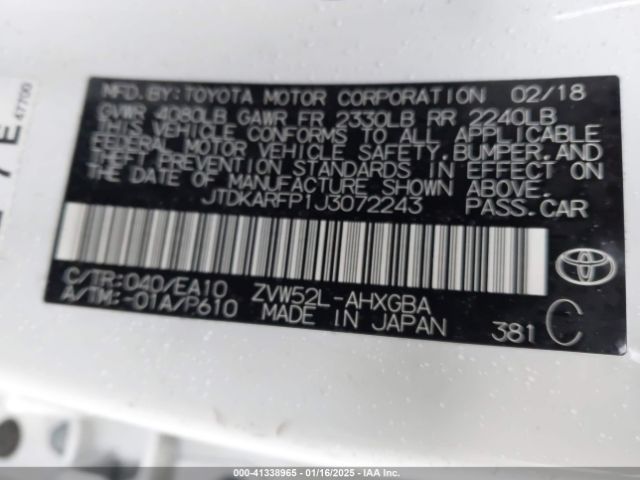 47700
MFD.BY:TOYOTA MOTOR CORPORATION 02/18
GVWR 4080LB GAWR FR 2330LB RR 2240LB
THIS VEHICLE CONFORMS TO ALL APPLICABLE
FEDERAL MOTOR VEHICLE SAFETY,BUMPER,AND
THEFT PREVENTION STANDARDS IN EFFECT ON
THE DATE OF MANUFACTURE SHOWN ABOVE.
JTDKARFP1J3072243 PASS.CAR
C/TR:040/EA10 ZVW52L-AHXGBA
A/TM:-01A/P610 MADE IN JAPAN 381 C
000-41338965 - 01/16/2025 - IAA Inc.